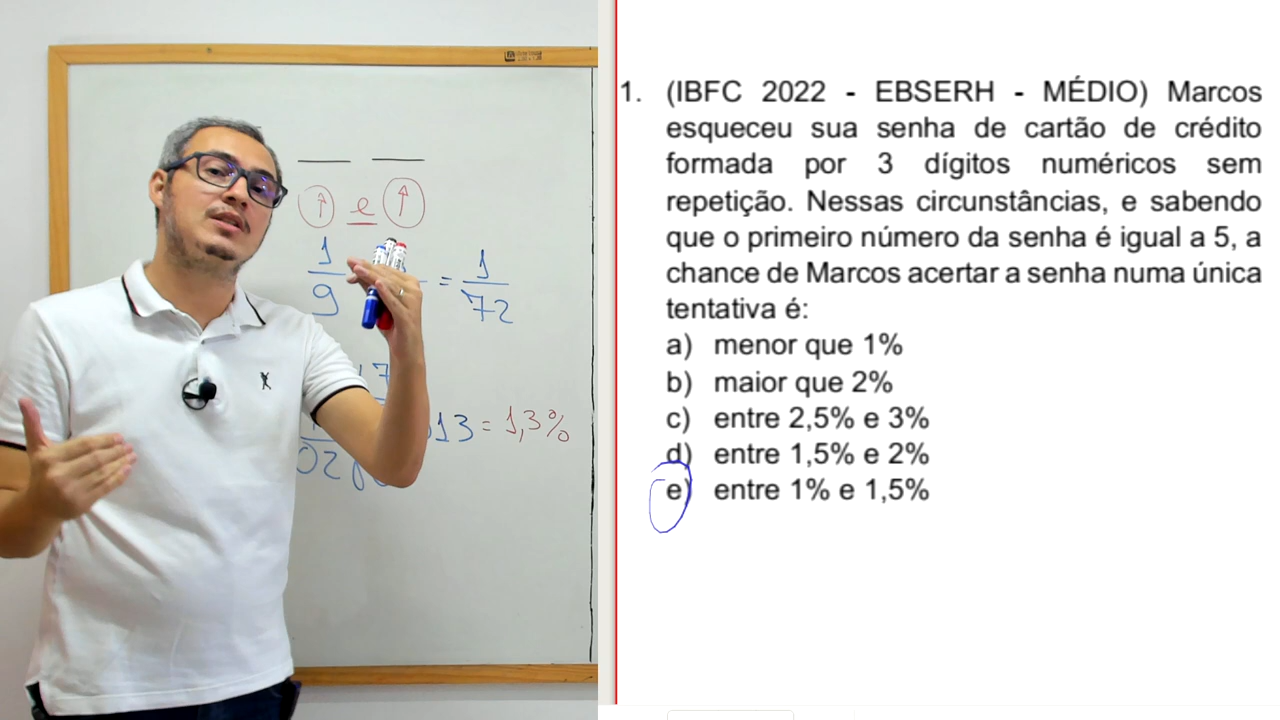 e
1
9
=
1
72
17
13 = 1,3%
02
1. (IBFC 2022 - EBSERH - MÉDIO) Marcos
esqueceu sua senha de cartão de crédito
formada por 3 dígitos numéricos sem
repetição. Nessas circunstâncias, e sabendo
que o primeiro número da senha é igual a 5, a
chance de Marcos acertar a senha numa única
tentativa é:
a) menor que 1%
b) maior que 2%
c) entre 2,5% e 3%
d) entre 1,5% e 2%
e) entre 1% e 1,5%